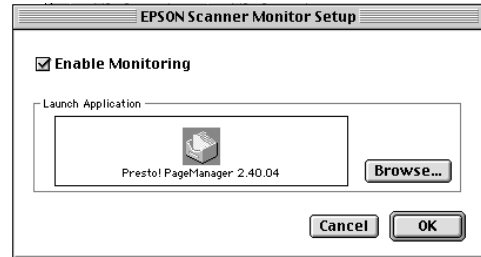 EPSON Scanner Monitor Setup
Enable Monitoring
Launch Application
Presto! PageManager 2.40.04
Browse...
Cancel
OK